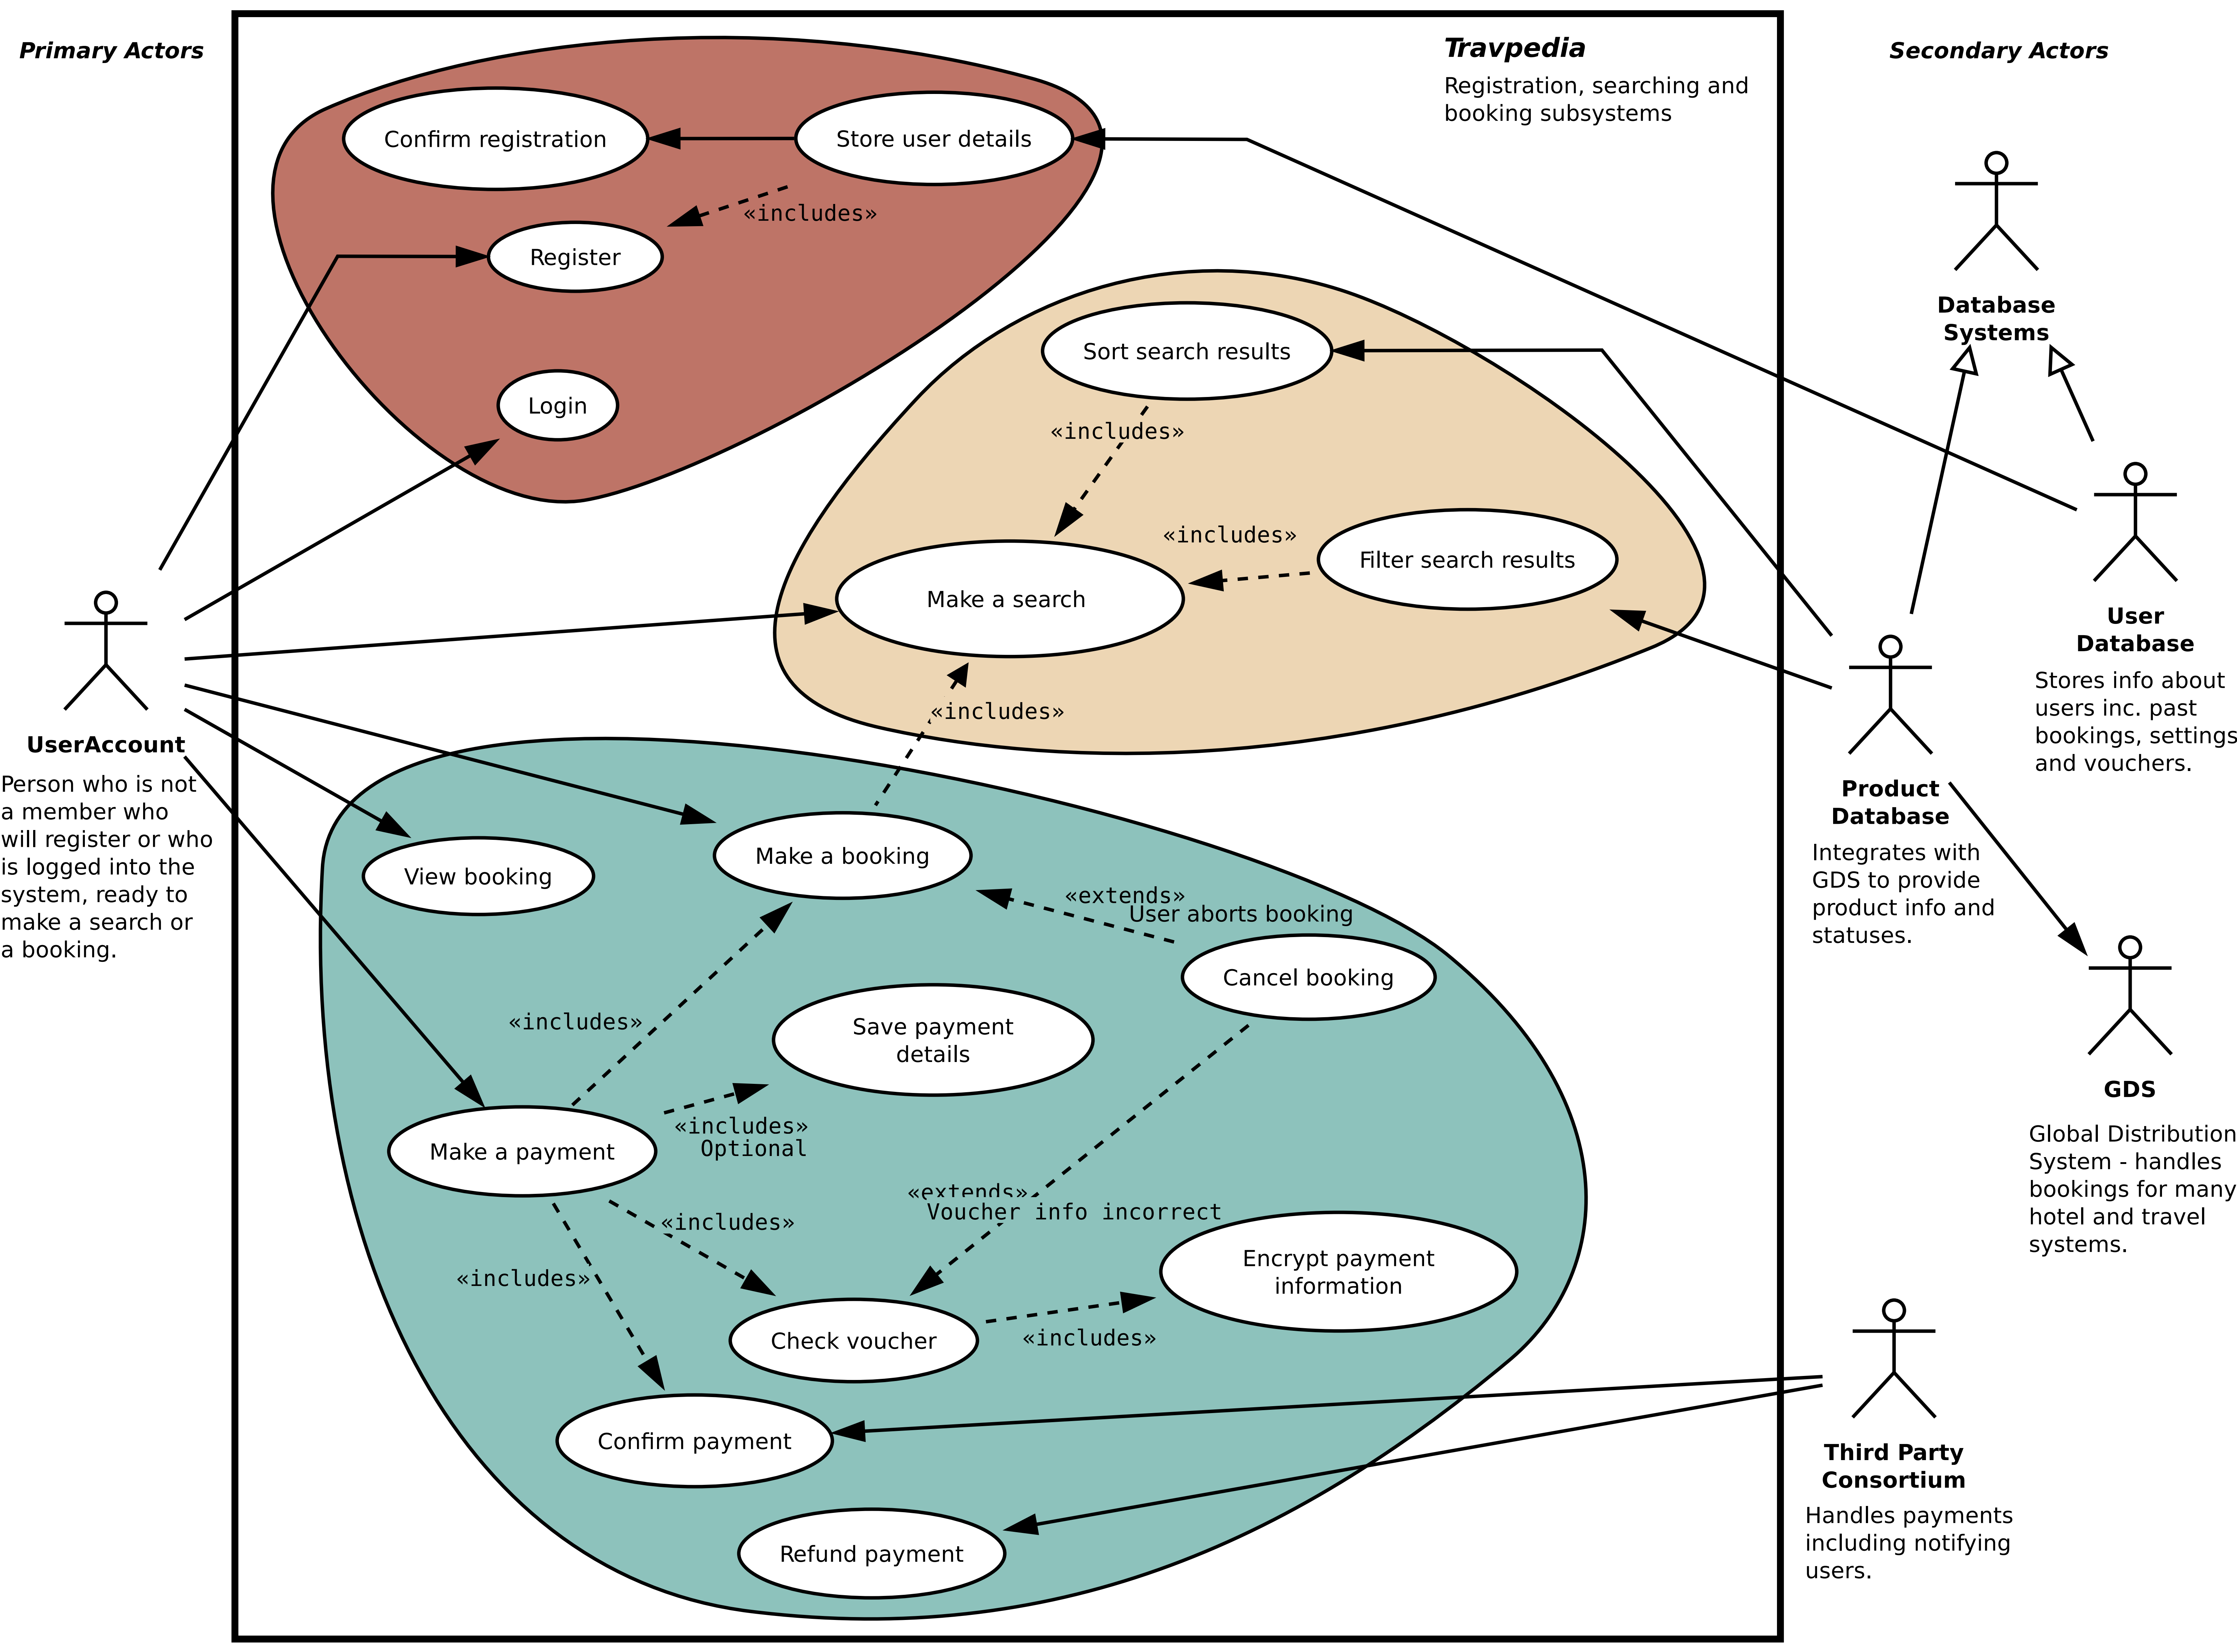 Primary Actors
Travpedia
Registration, searching and
booking subsystems
Secondary Actors
Confirm registration
Store user details
«includes»
Register
Login
Sort search results
«includes»
«includes»
Filter search results
Make a search
«includes»
Database
Systems
User
Database
Stores info about
users inc. past
bookings, settings
and vouchers.
UserAccount
Person who is not
a member who
will register or who
is logged into the
system, ready to
make a search or
a booking.
Product
Database
Integrates with
GDS to provide
product info and
statuses.
View booking
Make a booking
«extends»
User aborts booking
Cancel booking
«includes»
Save payment
details
«includes»
Optional
Make a payment
«extends»
Voucher info incorrect
«includes»
«includes»
Encrypt payment
information
Check voucher
«includes»
Confirm payment
Refund payment
GDS
Global Distribution
System - handles
bookings for many
hotel and travel
systems.
Third Party
Consortium
Handles payments
including notifying
users.